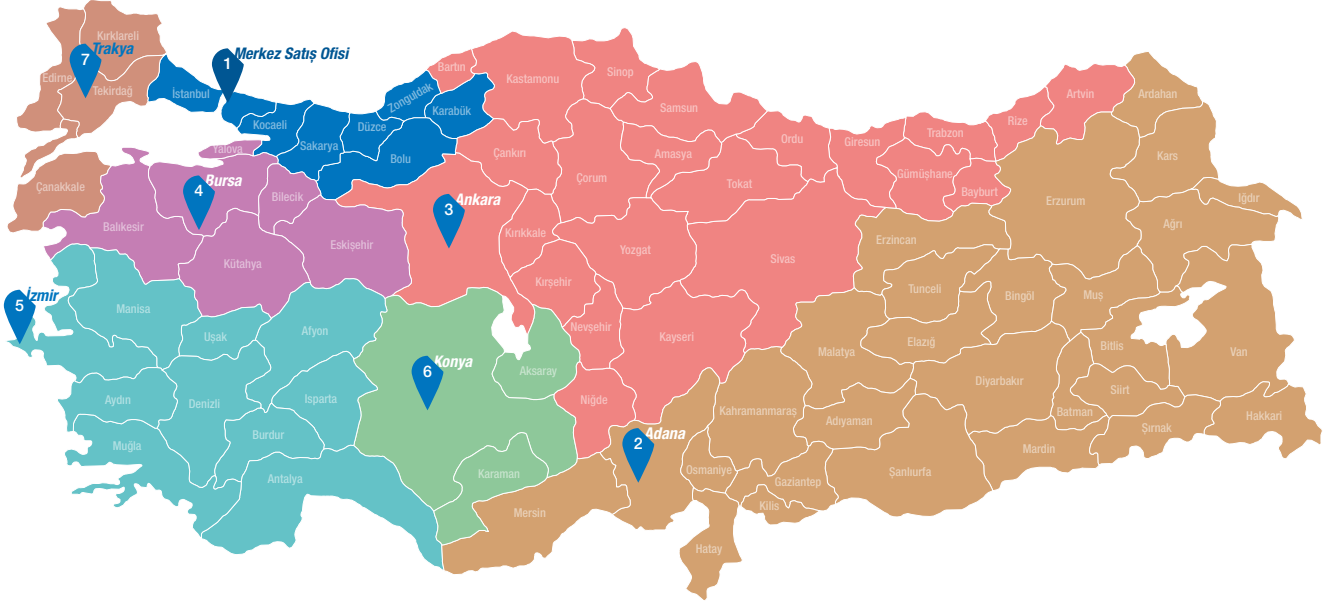 Kırklareli
7
Trakya
Edirne
Tekirdağ
1
Merkez Satış Ofisi
İstanbul
Kocaeli
Sakarya
Düzce
Zonguldak
Karabük
Bolu
Bartın
Kastamonu
Sinop
Samsun
Çankırı
Çorum
Amasya
Tokat
Ordu
Giresun
Trabzon
Gümüşhane
Bayburt
Rize
Artvin
Ardahan
Kars
Iğdır
Ağrı
Erzurum
Erzincan
Çanakkale
Yalova
4
Bursa
Bilecik
Balıkesir
Kütahya
Eskişehir
3
Ankara
Kırıkkale
Kırşehir
Yozgat
Sivas
Nevşehir
Kayseri
Niğde
Tunceli
Bingöl
Muş
Elazığ
Malatya
Bitlis
Van
Siirt
Batman
Diyarbakır
Hakkari
Şırnak
Mardin
Şanlıurfa
Adıyaman
Kahramanmaraş
Gaziantep
Kilis
Osmaniye
Hatay
2
Adana
Mersin
5
İzmir
Manisa
Uşak
Afyon
Aydın
Denizli
Isparta
Burdur
Muğla
Antalya
6
Konya
Aksaray
Karaman